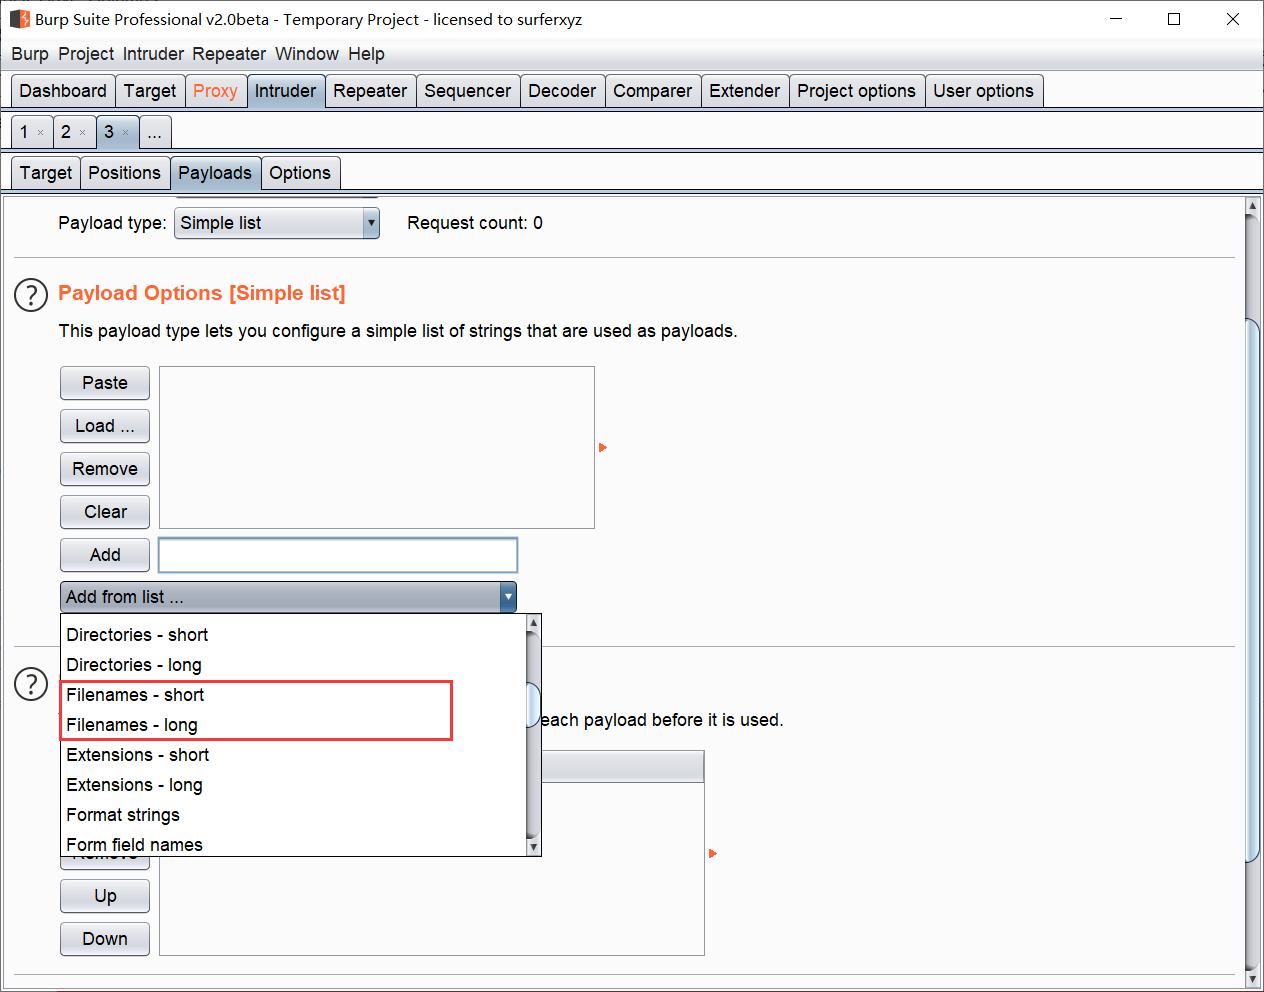 Burp Suite Professional v2.0beta - Temporary Project - licensed to surferxyz
Burp Project Intruder Repeater Window Help
Dashboard Target Proxy Intruder Repeater Sequencer Decoder Comparer Extender Project options User options
1 × 2 × 3 × ...
Target Positions Payloads Options
Payload type: Simple list Request count: 0
? Payload Options [Simple list]
This payload type lets you configure a simple list of strings that are used as payloads.
Paste
Load ...
Remove
Clear
Add
Add from list ...
Directories - short
Directories - long
?
Filenames - short
Filenames - long
each payload before it is used.
Extensions - short
Extensions - long
Format strings
Form field names
Remove
Up
Down